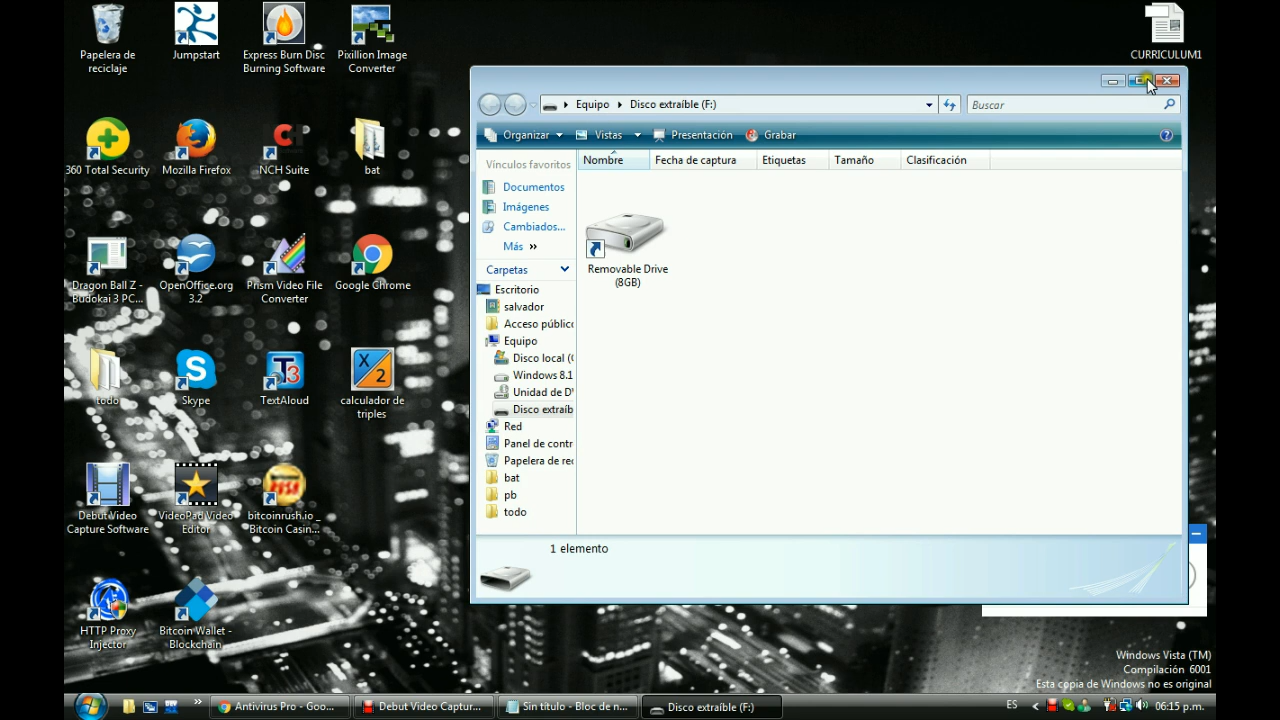 Papelera de
reciclaje
Jumpstart
Express Burn Disc
Burning Software
Pixillion Image
Converter
CURRICULUM1
360 Total Security
Mozilla Firefox
NCH Suite
bat
Dragon Ball Z -
Budokai 3 PC...
OpenOffice.org
3.2
Prism Video File
Converter
Google Chrome
todo
Skype
TextAloud
calculador de
triples
Debut Video
Capture Software
VideoPad Video
Editor
bitcoinrush.io _
Bitcoin Casin...
HTTP Proxy
Injector
Bitcoin Wallet -
Blockchain
Equipo
Disco extraíble (F:)
Buscar
Organizar
Vistas
Presentación
Grabar
Vínculos favoritos
Documentos
Imágenes
Cambiados...
Más »
Carpetas
Escritorio
salvador
Acceso público
Equipo
Disco local (
Windows 8.1
Unidad de D
Disco extraíb
Red
Panel de contr
Papelera de re
bat
pb
todo
Nombre
Fecha de captura
Etiquetas
Tamaño
Clasificación
Removable Drive
(8GB)
1 elemento
Windows Vista (TM)
Compilación 6001
Esta copia de Windows no es original
Antivirus Pro - Goo...
Debut Video Captur...
Sin título - Bloc de n...
Disco extraíble (F:)
ES
06:15 p.m.